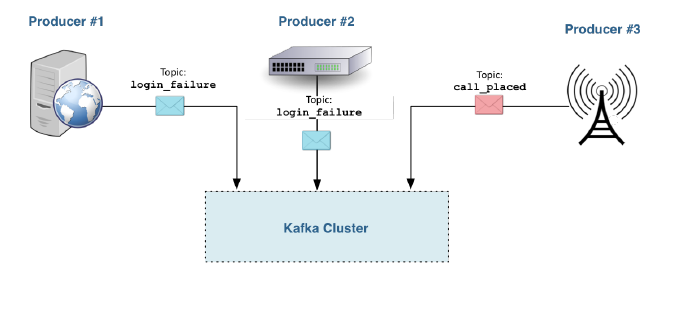 Producer #1
Producer #2
Producer #3
Topic:
login_failure
Topic:
login_failure
Topic:
call_placed
Kafka Cluster